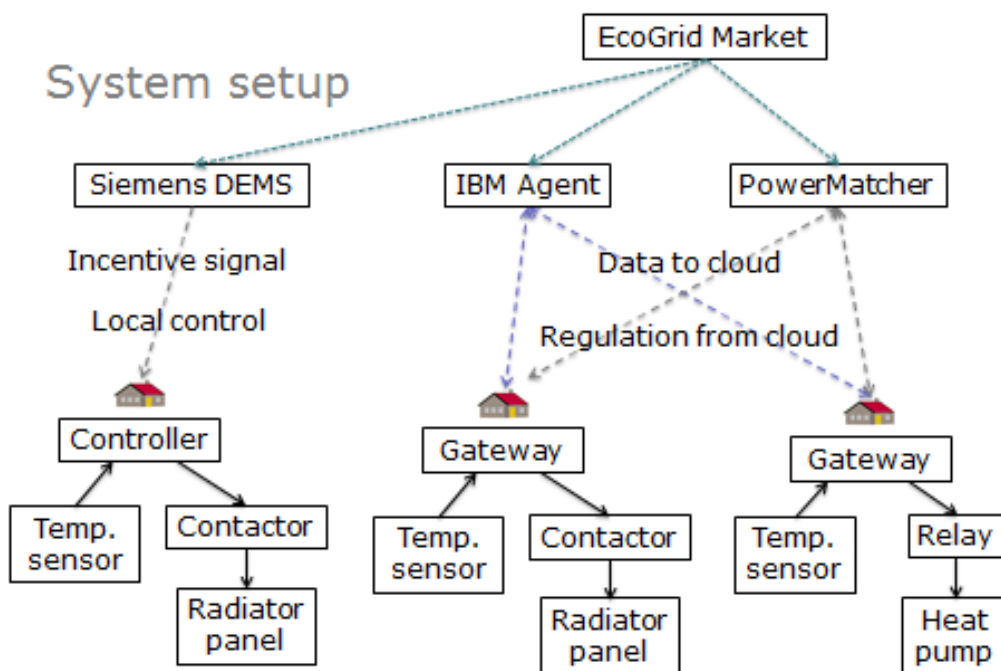 EcoGrid Market
System setup
Siemens DEMS
IBM Agent
PowerMatcher
Incentive signal
Data to cloud
Local control
Regulation from cloud
Controller
Gateway
Gateway
Temp.
sensor
Contactor
Temp.
sensor
Contactor
Temp.
sensor
Relay
Radiator
panel
Radiator
panel
Heat
pump